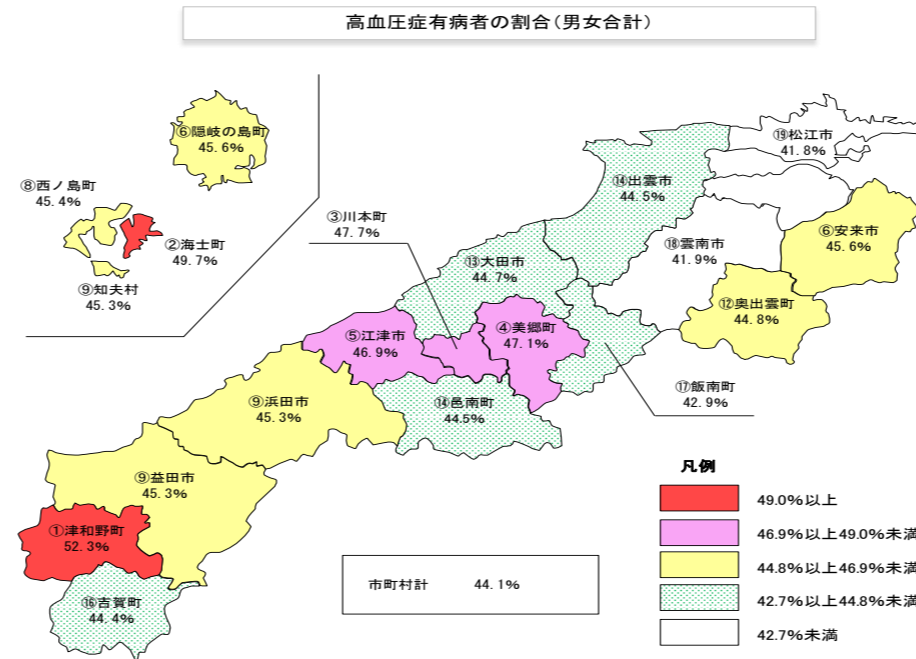 高血圧症有病者の割合(男女合計)
⑥隠岐の島町
45.6%
⑧西ノ島町
45.4%
②海士町
49.7%
⑨知夫村
45.3%
⑲松江市
41.8%
⑭出雲市
44.5%
③川本町
47.7%
⑥安来市
45.6%
⑱雲南市
41.9%
⑬大田市
44.7%
⑫奥出雲町
44.8%
④美郷町
47.1%
⑤江津市
46.9%
⑰飯南町
42.9%
⑨浜田市
45.3%
⑭邑南町
44.5%
⑨益田市
45.3%
①津和野町
52.3%
⑯吉賀町
44.4%
市町村計 44.1%
凡例
49.0%以上
46.9%以上49.0%未満
44.8%以上46.9%未満
42.7%以上44.8%未満
42.7%未満